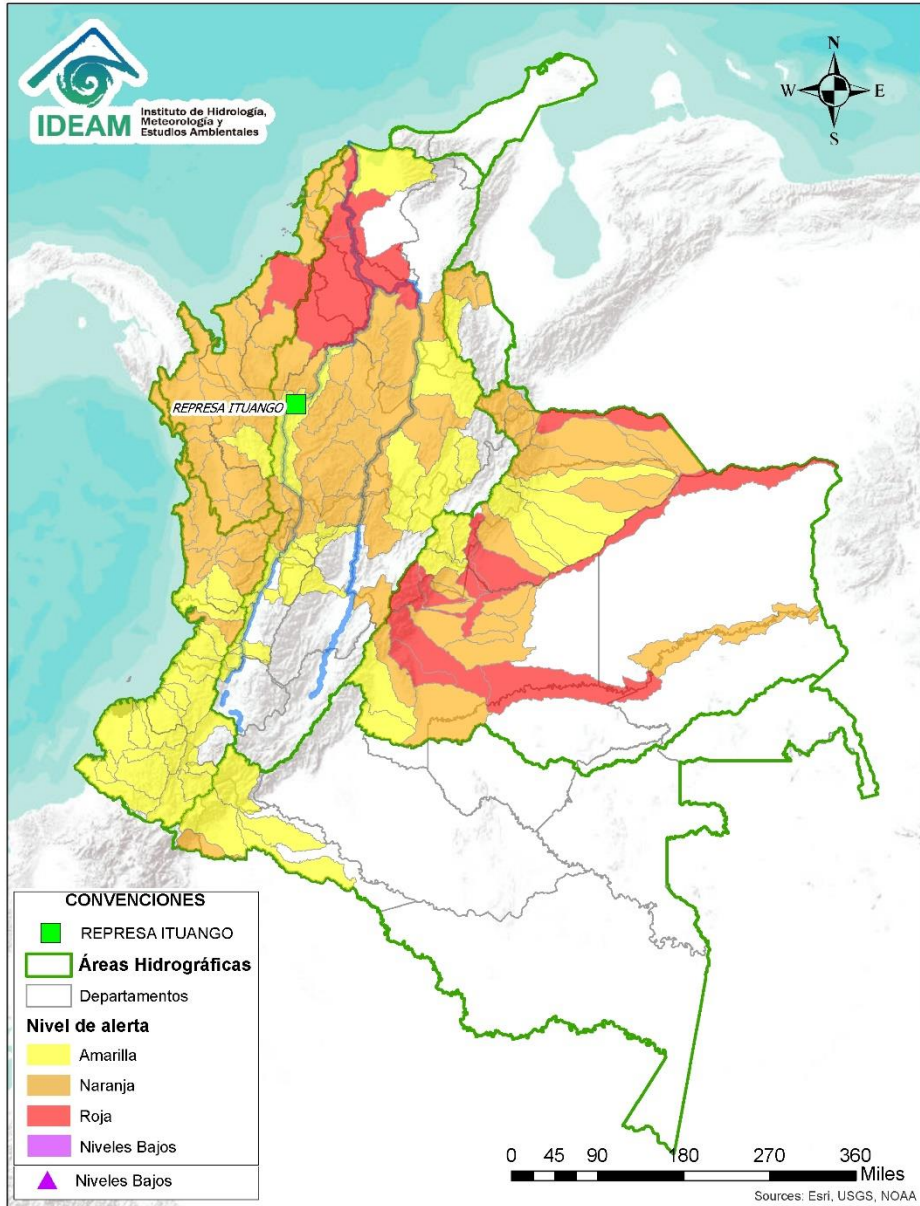 IDEAM
Instituto de Hidrología,
Meteorología y
Estudios Ambientales
N
W
E
S
REPRESA ITUANGO
CONVENCIONES
REPRESA ITUANGO
Áreas Hidrográficas
Departamentos
Nivel de alerta
Amarilla
Naranja
Roja
Niveles Bajos
Niveles Bajos
0 45 90 180 270 360
Miles
Sources: Esri, USGS, NOAA